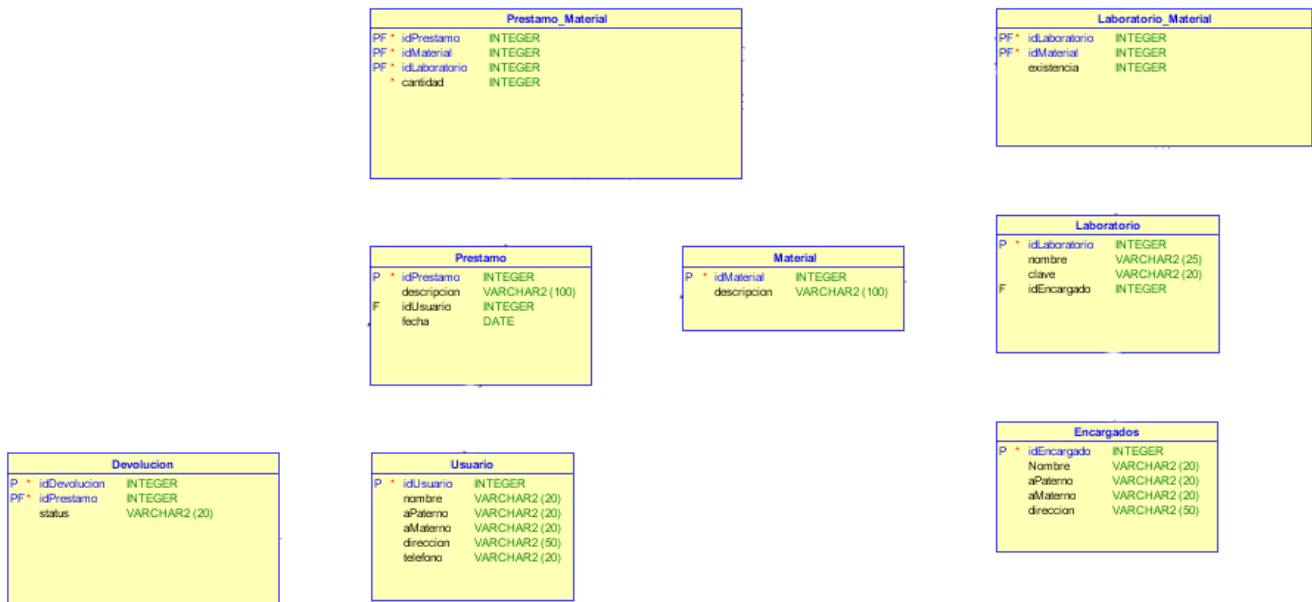 Prestamo_Material
PF * idPrestamo INTEGER
PF * idMaterial INTEGER
PF * idLaboratorio INTEGER
* cantidad INTEGER
Laboratorio_Material
PF * idLaboratorio INTEGER
PF * idMaterial INTEGER
existencia INTEGER
Prestamo
P * idPrestamo INTEGER
descripcion VARCHAR2 (100)
F idUsuario INTEGER
fecha DATE
Material
P * idMaterial INTEGER
descripcion VARCHAR2 (100)
Laboratorio
P * idLaboratorio INTEGER
nombre VARCHAR2 (25)
clave VARCHAR2 (20)
F idEncargado INTEGER
Devolucion
P * idDevolucion INTEGER
PF * idPrestamo INTEGER
status VARCHAR2 (20)
Usuario
P * idUsuario INTEGER
nombre VARCHAR2 (20)
aPaterno VARCHAR2 (20)
aMaterno VARCHAR2 (20)
direccion VARCHAR2 (50)
telefono VARCHAR2 (20)
Encargados
P * idEncargado INTEGER
Nombre VARCHAR2 (20)
aPaterno VARCHAR2 (20)
aMaterno VARCHAR2 (20)
direccion VARCHAR2 (50)